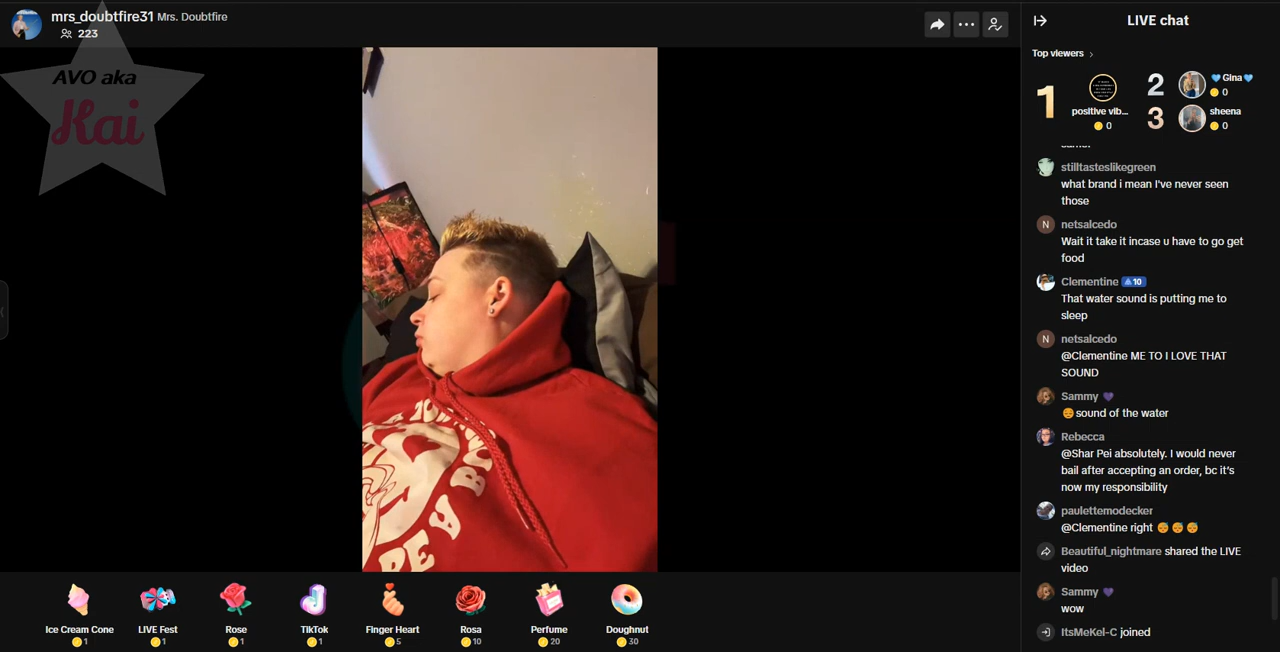 mrs_doubtfire31 Mrs. Doubtfire
223
AVO aka
Kai
LIVE chat
Top viewers >
1
positive vib...
0
2
💙Gina💙
0
3
sheena
0
stilltasteslikegreen
what brand i mean I've never seen
those
netsalcedo
N
Wait it take it incase u have to go get
food
Clementine 10
That water sound is putting me to
sleep
netsalcedo
N
@Clementine ME TO I LOVE THAT
SOUND
Sammy 💜
😌sound of the water
Rebecca
@Shar Pei absolutely. I would never
bail after accepting an order, bc it's
now my responsibility
paulettemodecker
@Clementine right 😴 😴 😴
Beautiful_nightmare shared the LIVE
video
Sammy 💜
wow
ItsMeKel-C joined
Ice Cream Cone
1
LIVE Fest
1
Rose
1
TikTok
1
Finger Heart
5
Rosa
10
Perfume
20
Doughnut
30